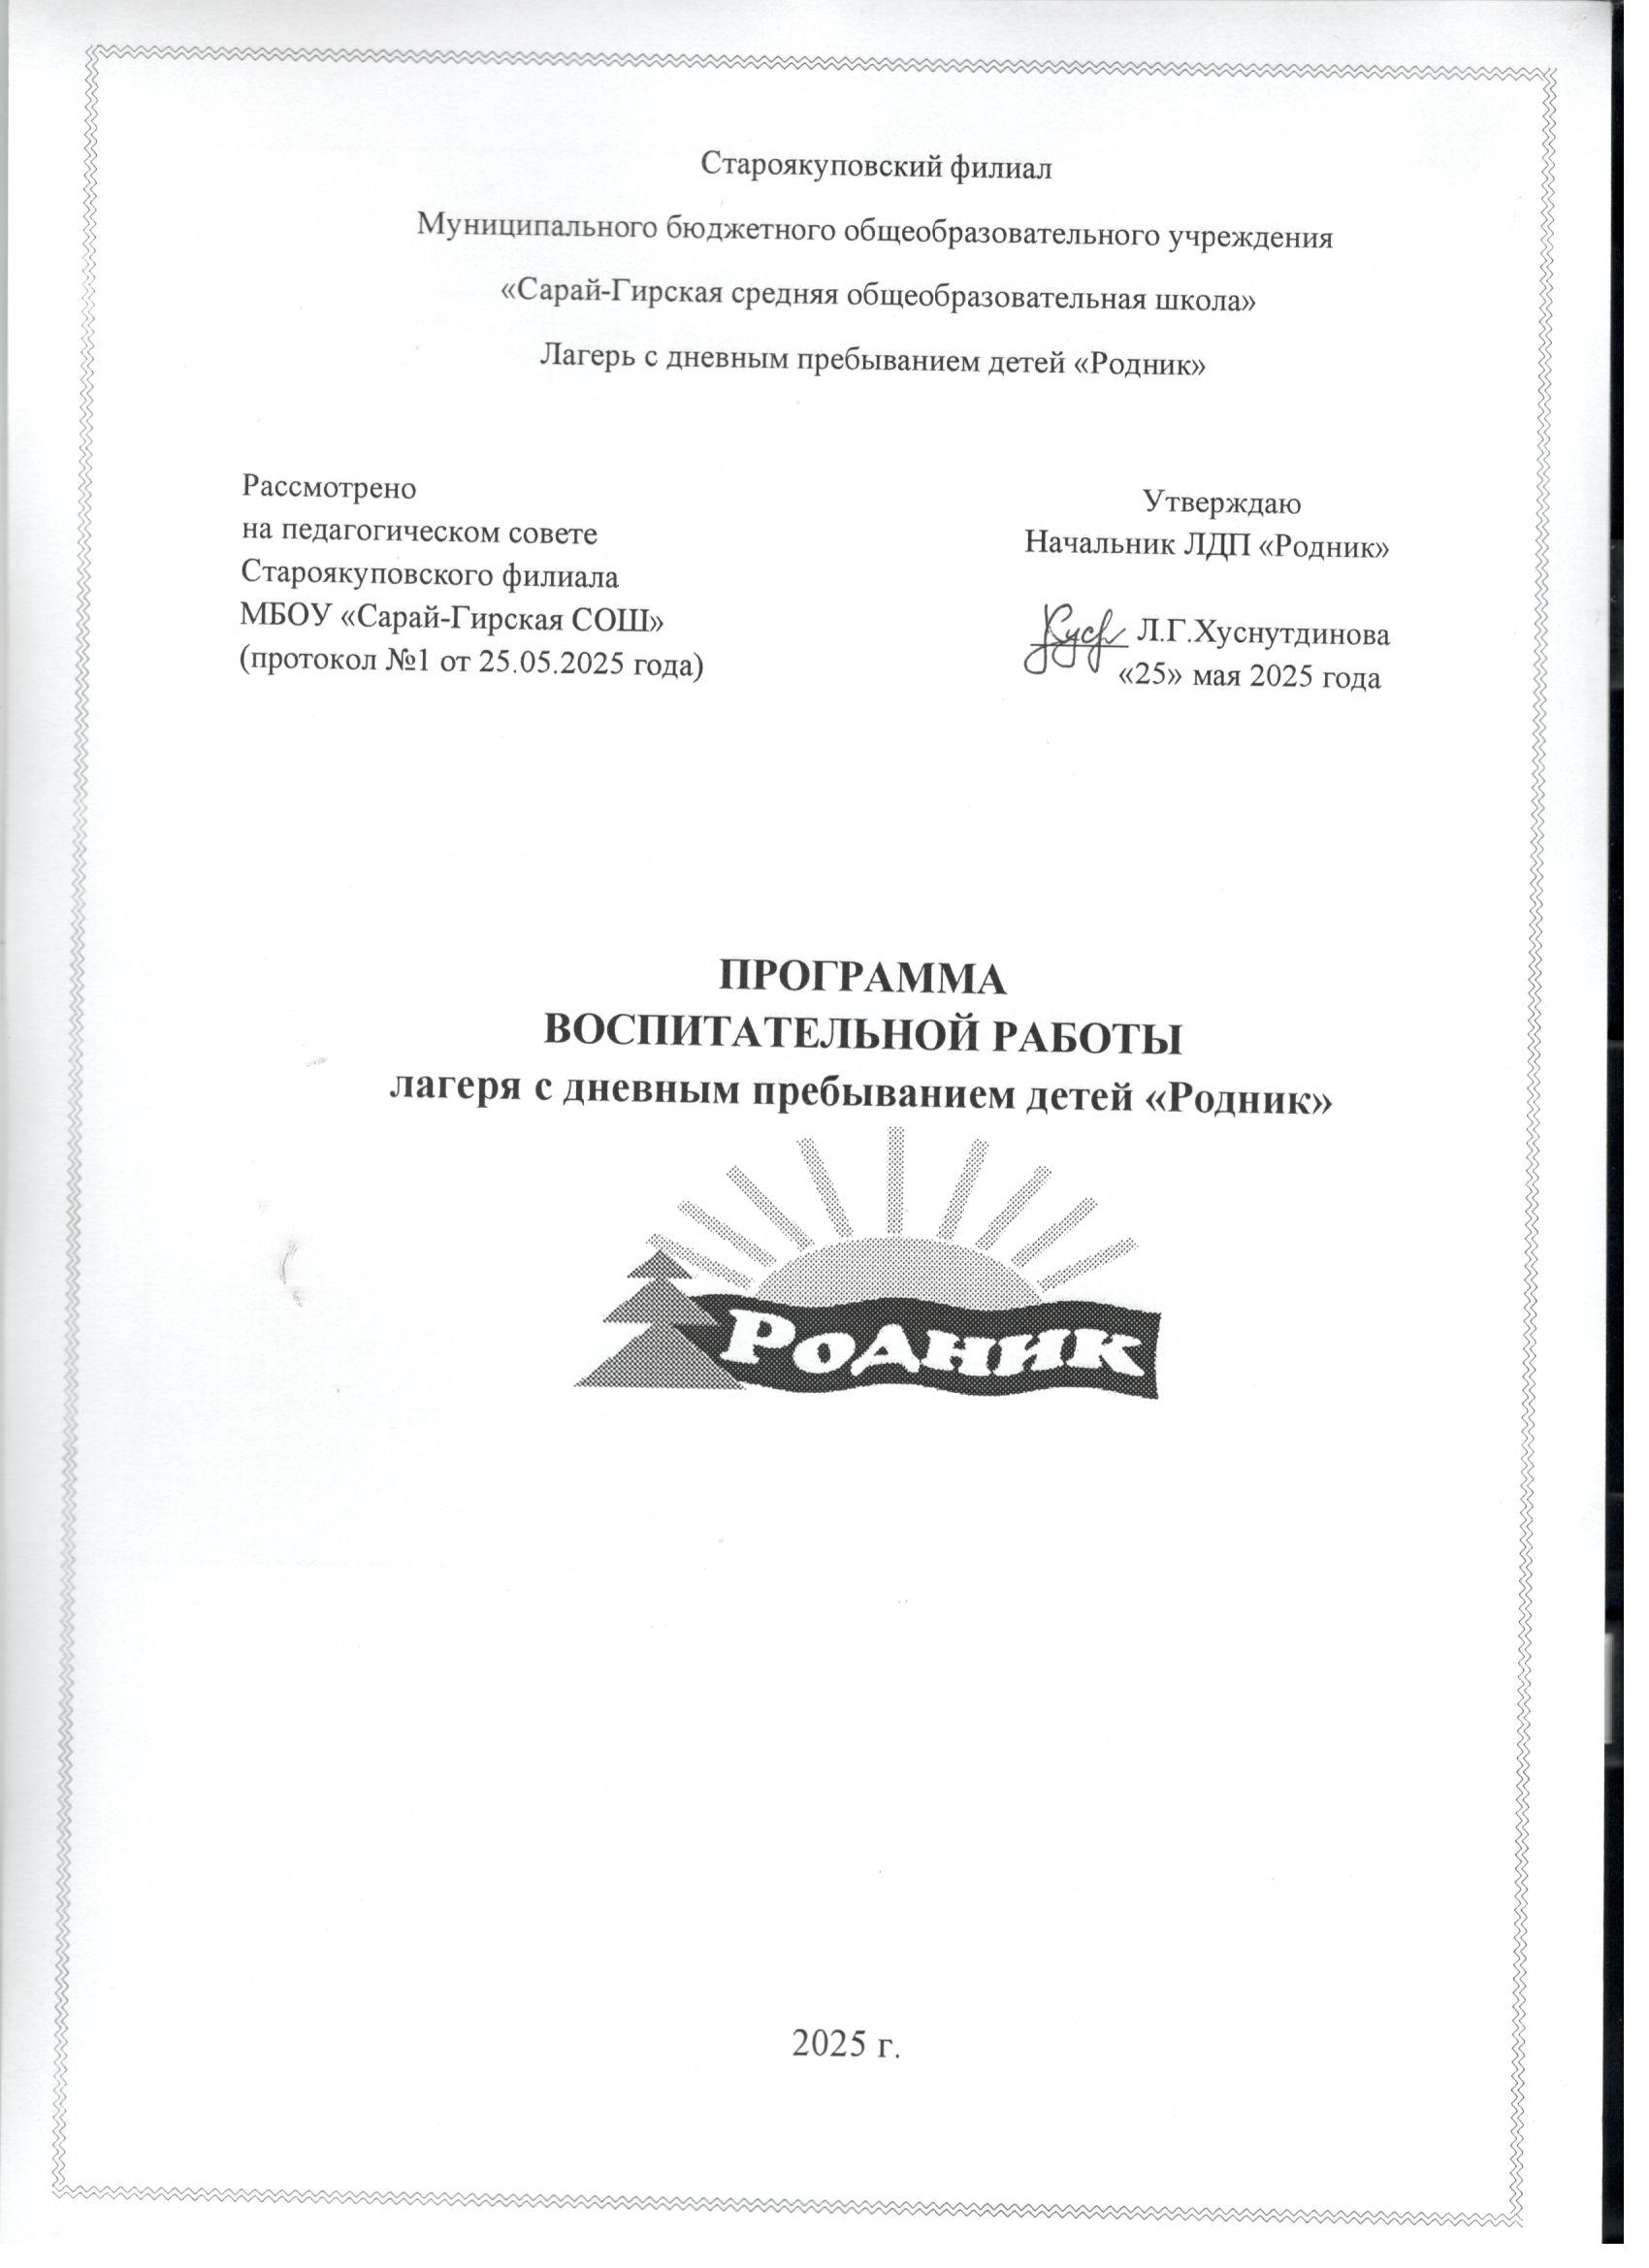 Староякуповский филиал
Муниципального бюджетного общеобразовательного учреждения
«Сарай-Гирская средняя общеобразовательная школа»
Лагерь с дневным пребыванием детей «Родник»
Рассмотрено
на педагогическом совете
Староякуповского филиала
МБОУ «Сарай-Гирская СОШ»
(протокол №1 от 25.05.2025 года)
Утверждаю
Начальник ЛДП «Родник»
Л.Г.Хуснутдинова
«25» мая 2025 года
ПРОГРАММА
ВОСПИТАТЕЛЬНОЙ РАБОТЫ
лагеря с дневным пребыванием детей «Родник»
Родник
2025 г.